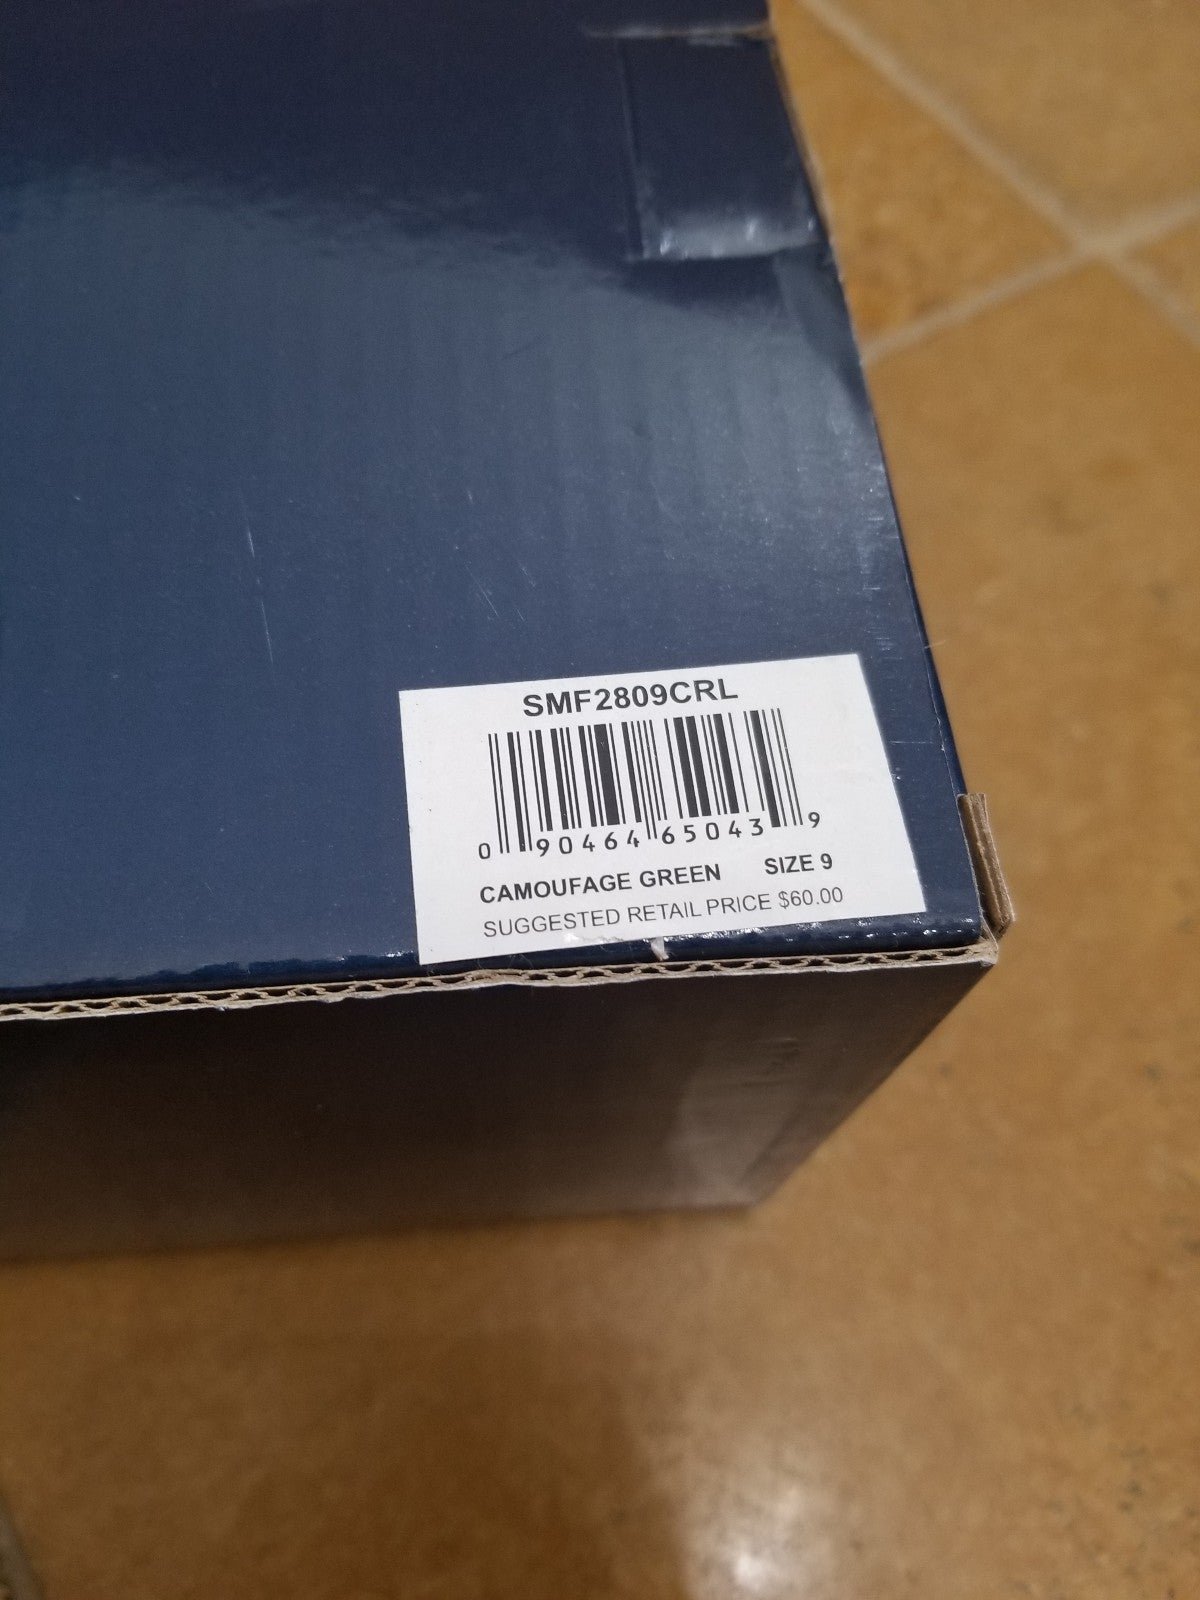 SMF2809CRL
0 90464 65043 9
CAMOUFAGE GREEN SIZE 9
SUGGESTED RETAIL PRICE $60.00